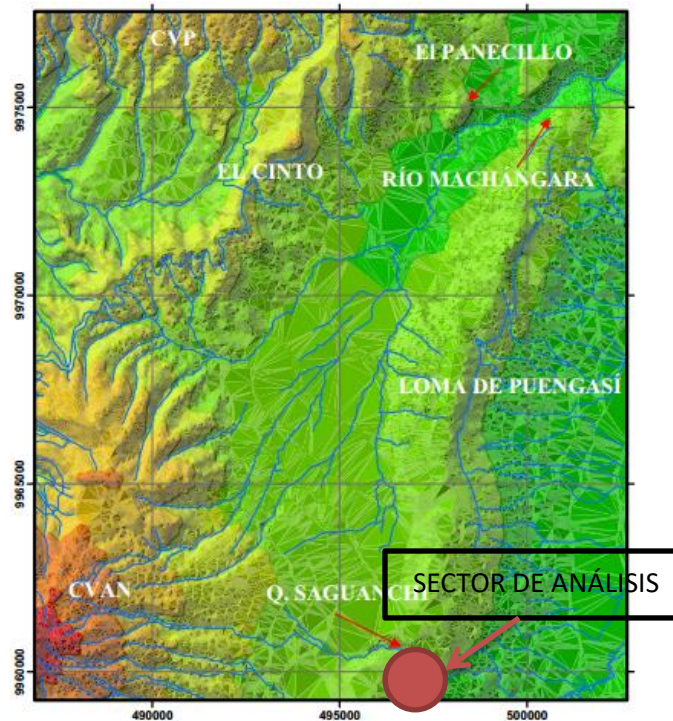 CVP
El PANECILLO
9975000
EL CINTO
RÍO MACHÁNGARA
9970000
LOMA DE PUENGASÍ
9965000
SECTOR DE ANÁLISIS
CVAN
Q. SAGUANCHI
9960000
490000
495000
500000